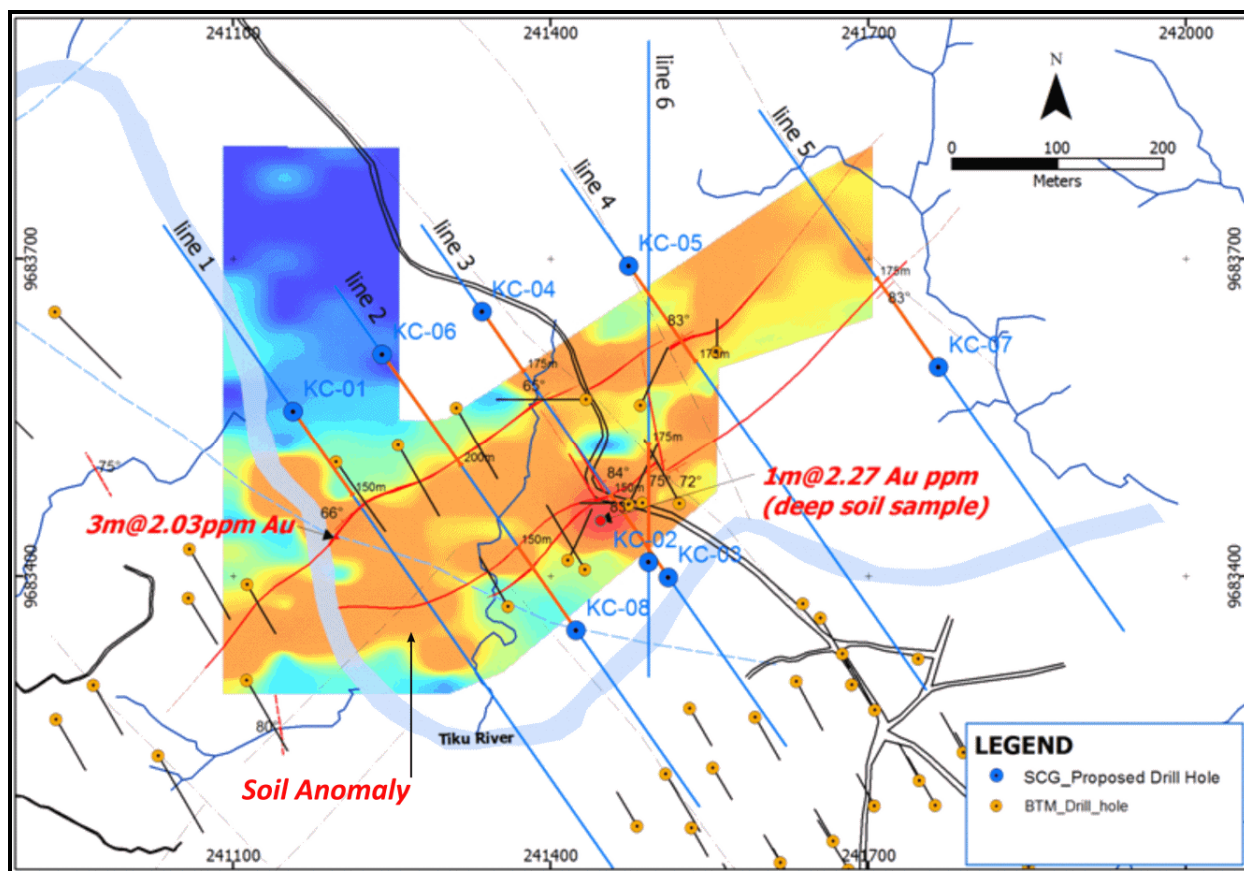 241100
241400
241700
242000
N
0
100
200
Meters
line 6
line 5
line 4
line 3
line 1
line 2
9683700
9683700
KC-05
KC-04
KC-06
KC-07
KC-01
175m
83°
83°
175m
175m
65°
200m
175m
150m
84°
150m
75°
72°
83°
66°
150m
75°
1m@2.27 Au ppm
(deep soil sample)
3m@2.03ppm Au
KC-02
KC-03
KC-08
9683400
9683400
80°
Tiku River
Soil Anomaly
LEGEND
SCG_Proposed Drill Hole
BTM_Drill_hole
241100
241400
241700
242000